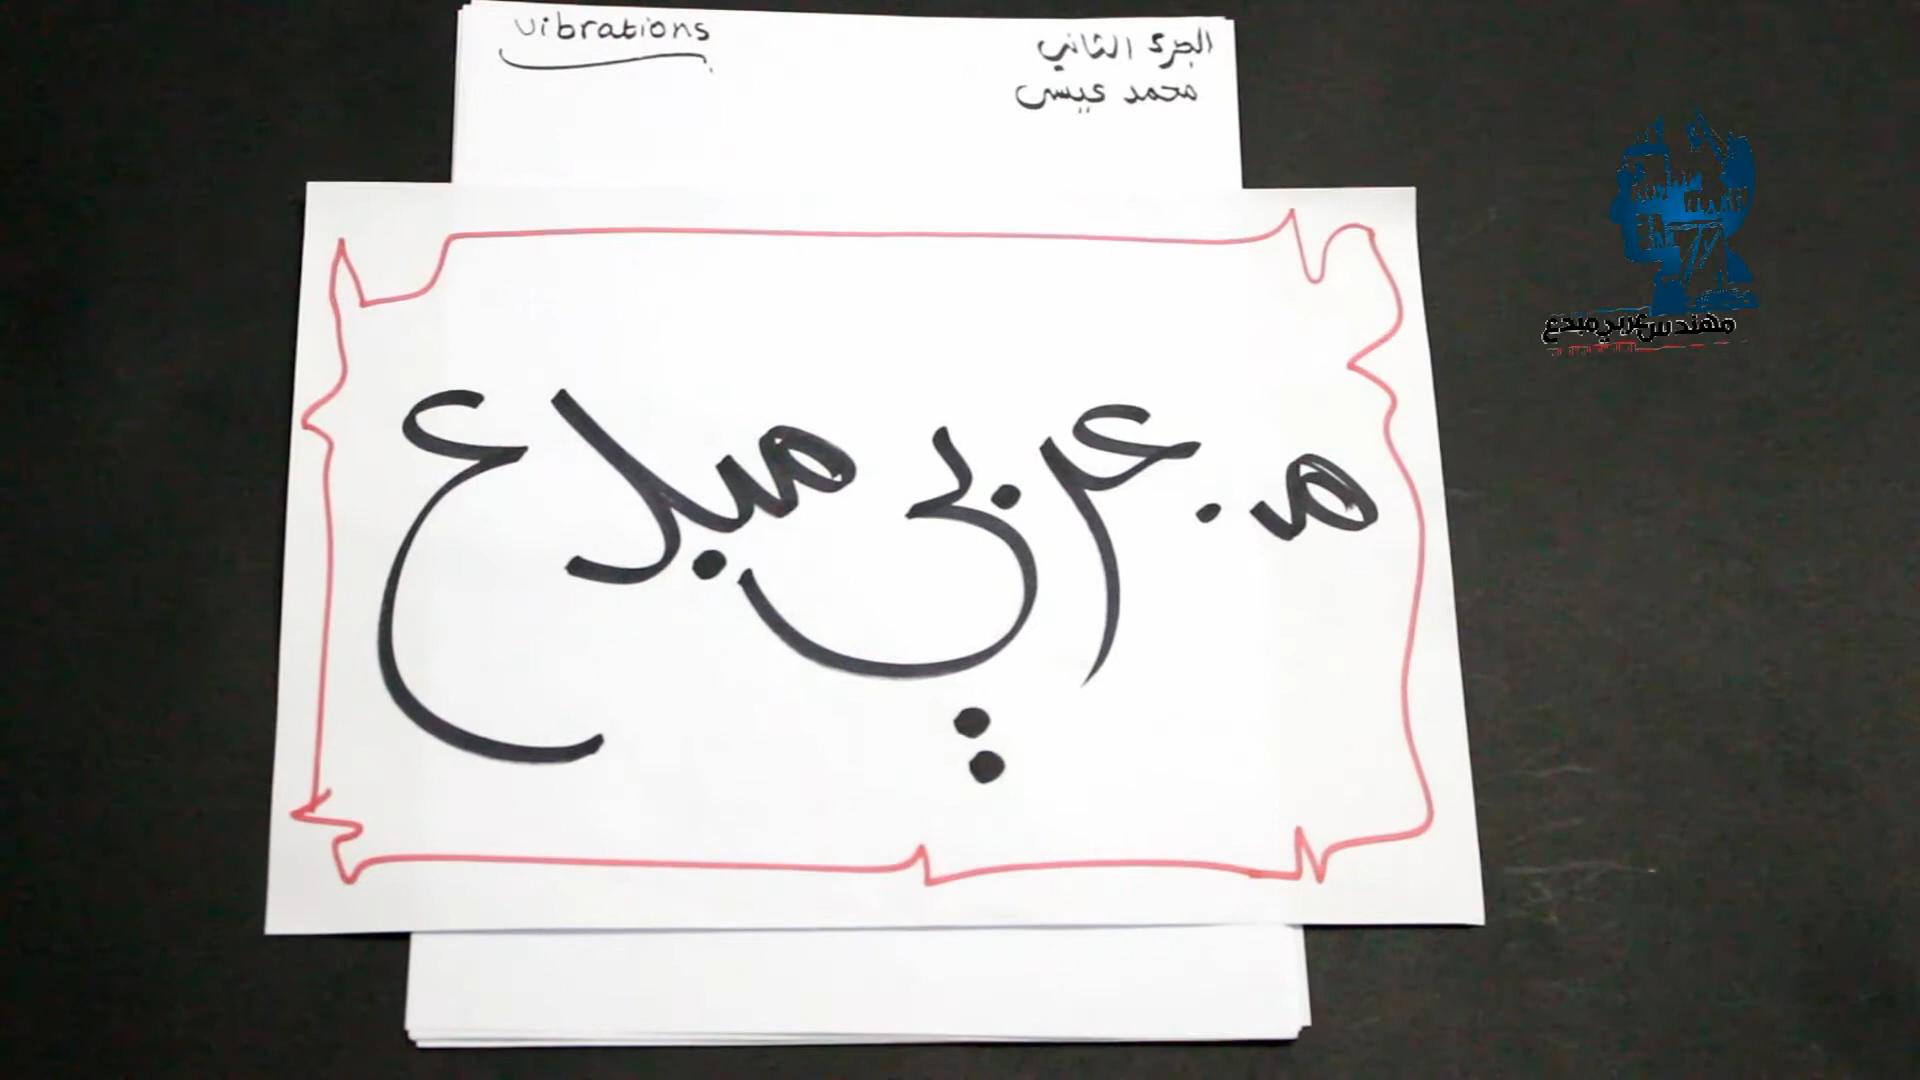 Vibrations
الجزء الثاني
محمد عيسى
م. عربي مبدع
مهندس عربي مبدع